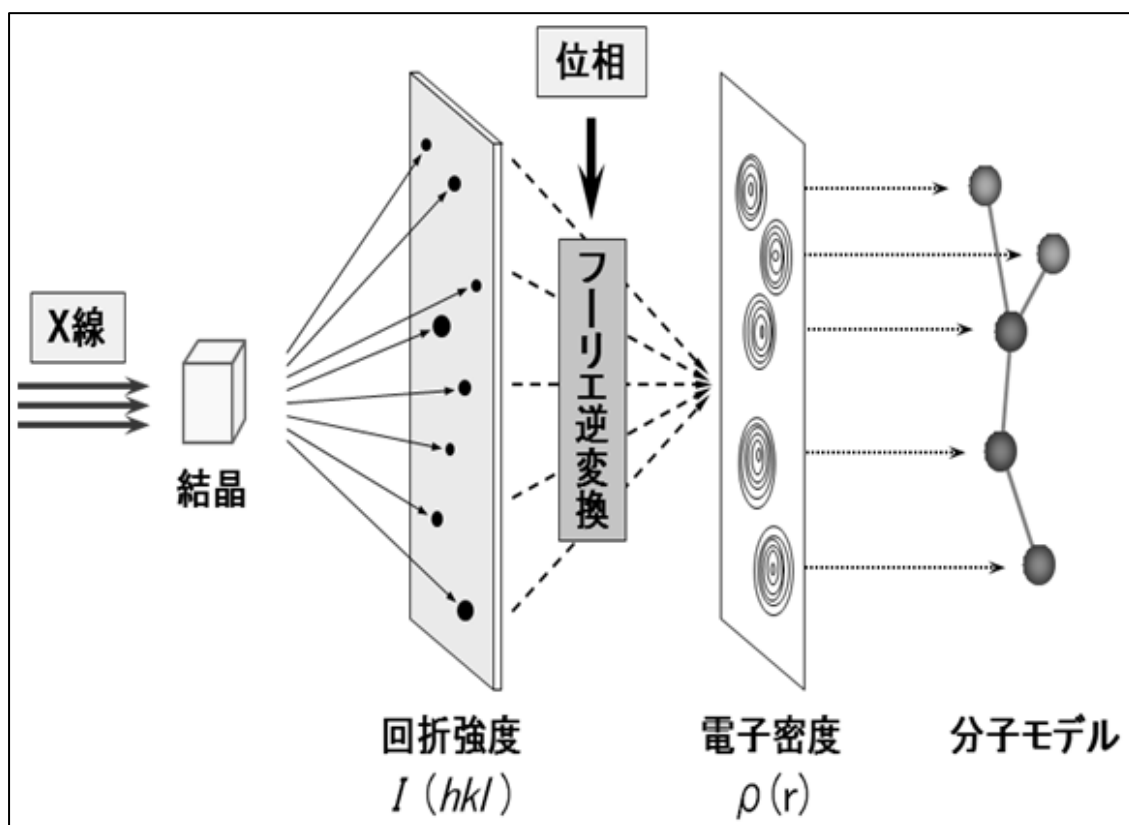 位相
X線
結晶
フーリエ逆変換
回折強度
I (hkl)
電子密度
ρ(r)
分子モデル